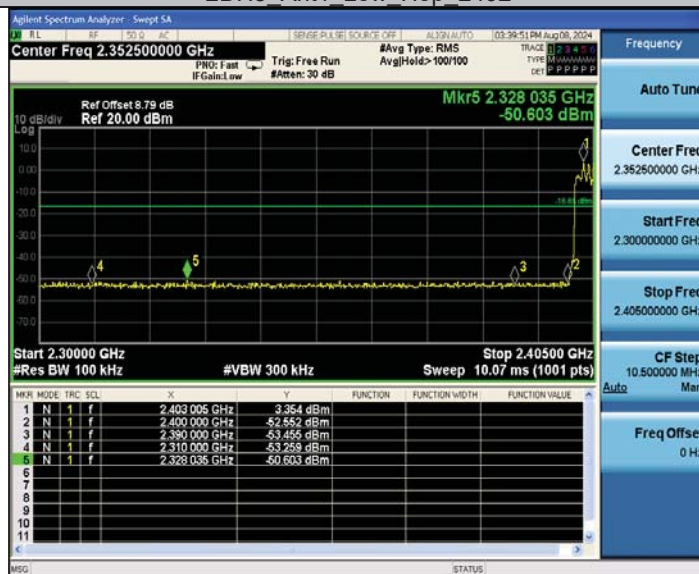 Agilent Spectrum Analyzer - Swept SA
RL RF 50 Ω AC SENSE:PULSE SOURCE OFF ALIGN AUTO 03:39:51 PM Aug 08, 2024
Center Freq 2.352500000 GHz
PNO: Fast
IFGain:Low
Trig: Free Run
#Atten: 30 dB
#Avg Type: RMS
Avg|Hold:> 100/100
TRACE 1 2 3 4 5 6
TYPE M
DET P P P P P P
Ref Offset 8.79 dB
Ref 20.00 dBm
10 dB/div
Log
Mkr5 2.328 035 GHz
-50.603 dBm
10.0
0.00
-10.0
-20.0
-30.0
-40.0
-50.0
-60.0
-70.0
1
2
3
4
5
Start 2.30000 GHz
Stop 2.40500 GHz
#Res BW 100 kHz
#VBW 300 kHz
Sweep 10.07 ms (1001 pts)
MKR MODE TRC SCL X Y FUNCTION FUNCTION WIDTH FUNCTION VALUE
1 N 1 f 2.403 005 GHz 3.354 dBm
2 N 1 f 2.400 000 GHz -52.552 dBm
3 N 1 f 2.390 000 GHz -53.455 dBm
4 N 1 f 2.310 000 GHz -53.259 dBm
5 N 1 f 2.328 035 GHz -50.603 dBm
6
7
8
9
10
11
MSG
STATUS
Frequency
Auto Tune
Center Freq
2.352500000 GHz
Start Freq
2.300000000 GHz
Stop Freq
2.405000000 GHz
CF Step
10.500000 MHz
Auto Man
Freq Offset
0 Hz